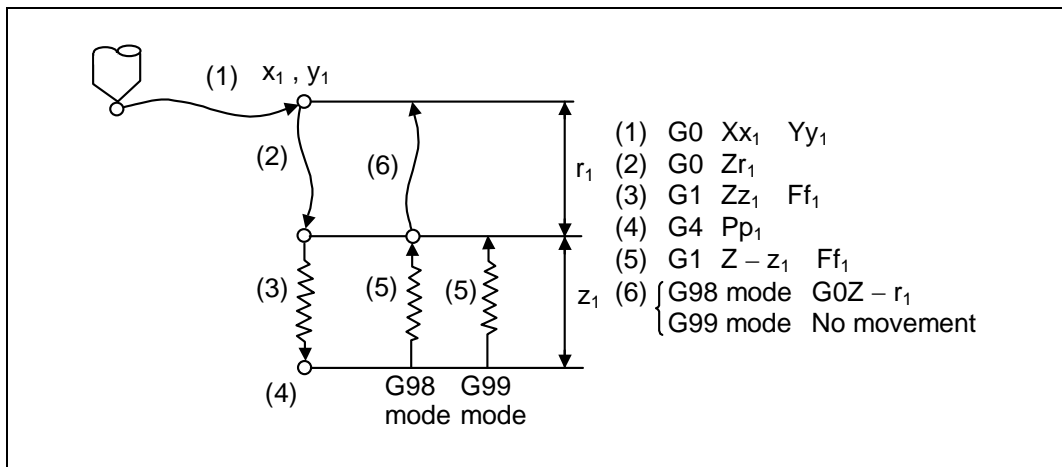 (1) x₁ , y₁
(2)
(6)
r₁
(3)
(5)
(5)
z₁
(4)
G98 mode
G99 mode
(1) G0 Xx₁ Yy₁
(2) G0 Zr₁
(3) G1 Zz₁ Ff₁
(4) G4 Pp₁
(5) G1 Z – z₁ Ff₁
(6) G98 mode G0Z – r₁
G99 mode No movement